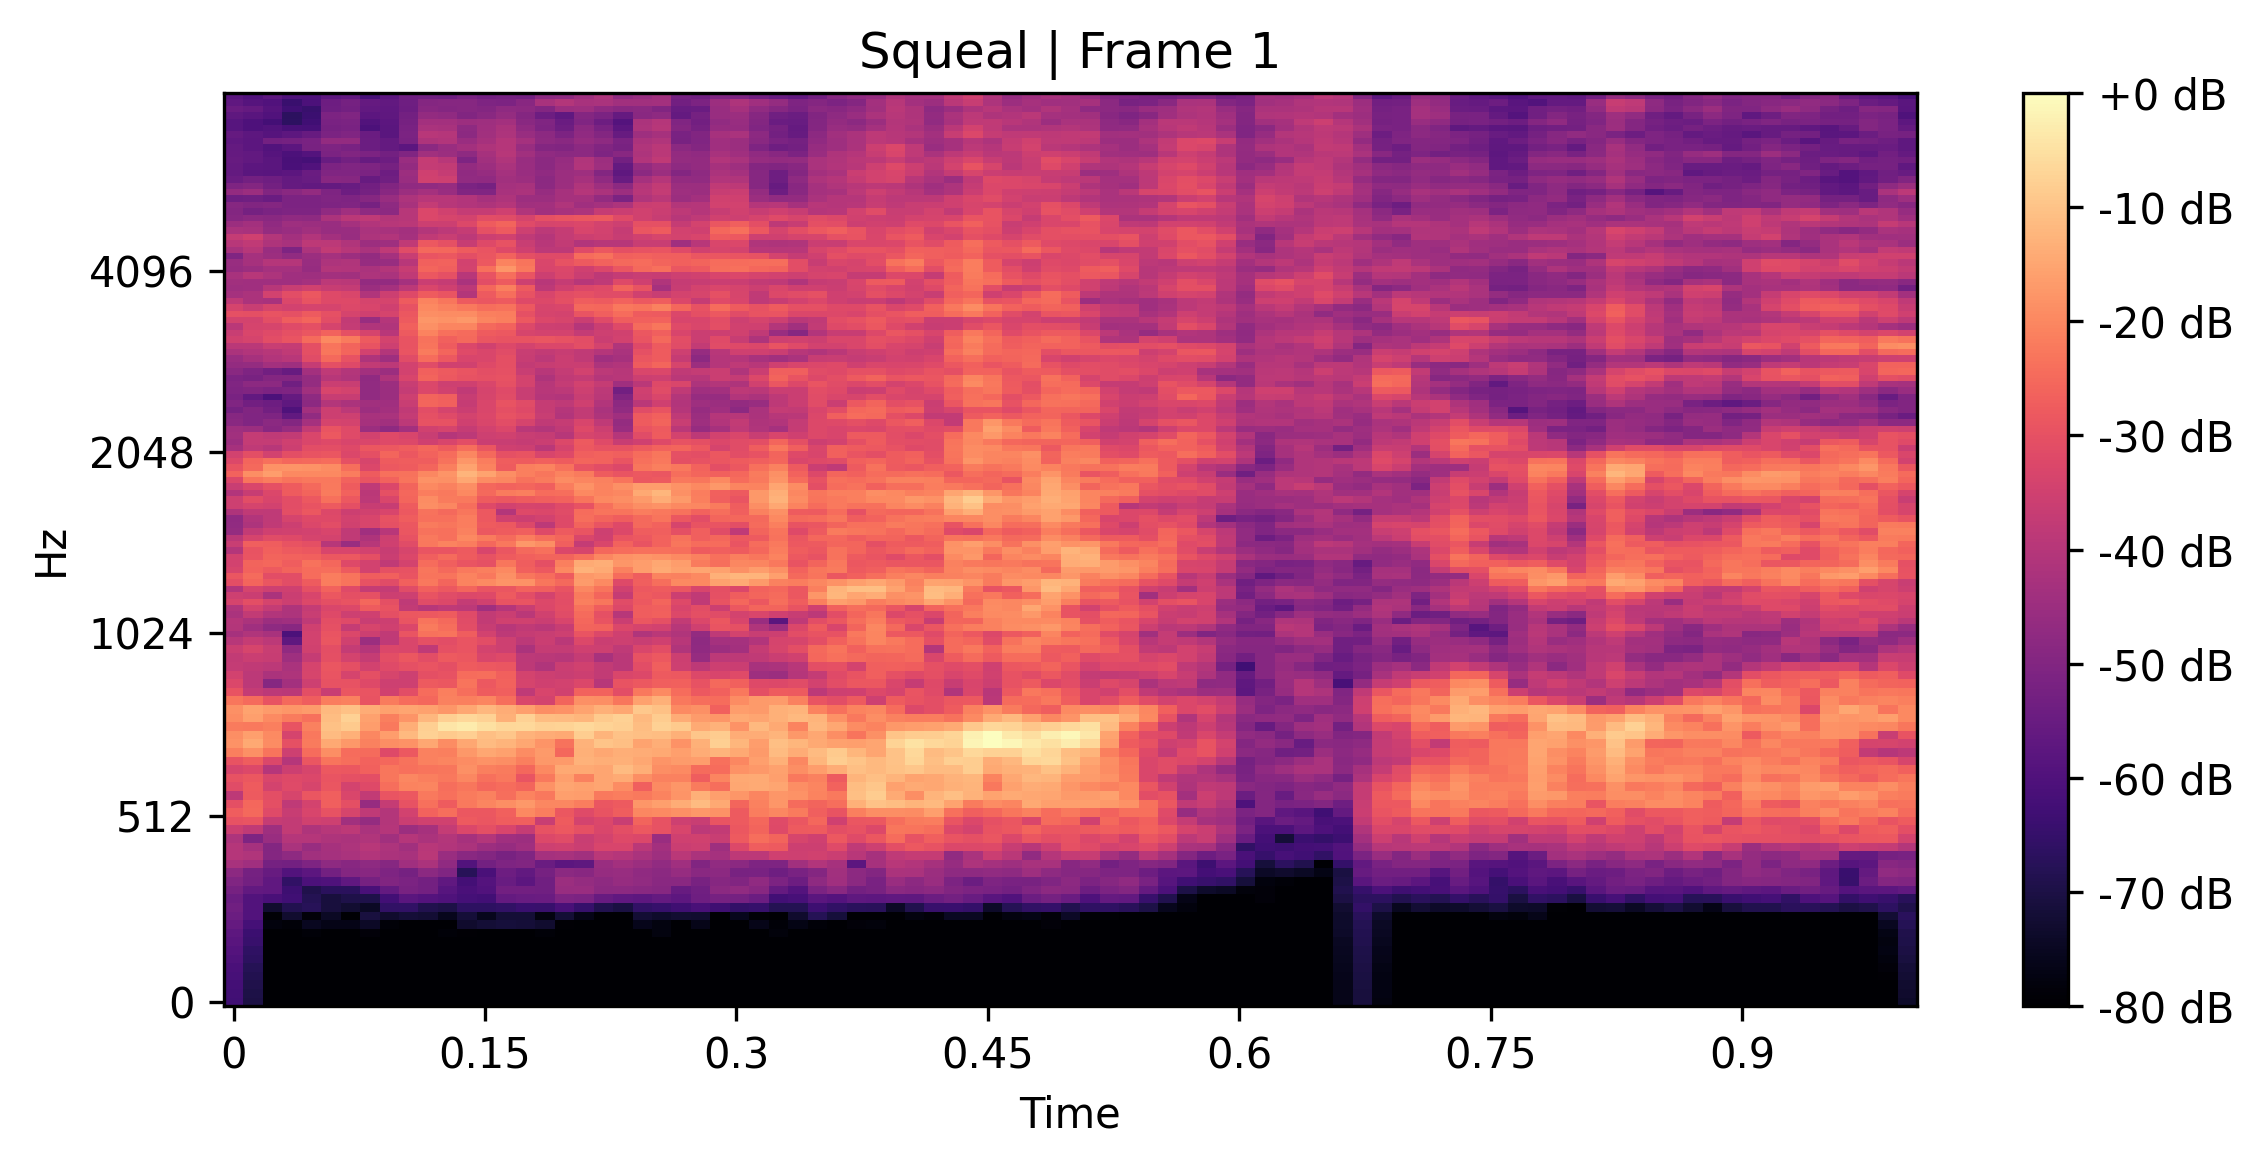 Squeal | Frame 1
+0 dB
-10 dB
-20 dB
-30 dB
-40 dB
-50 dB
-60 dB
-70 dB
-80 dB
4096
2048
1024
512
0
Hz
0 0.15 0.3 0.45 0.6 0.75 0.9
Time